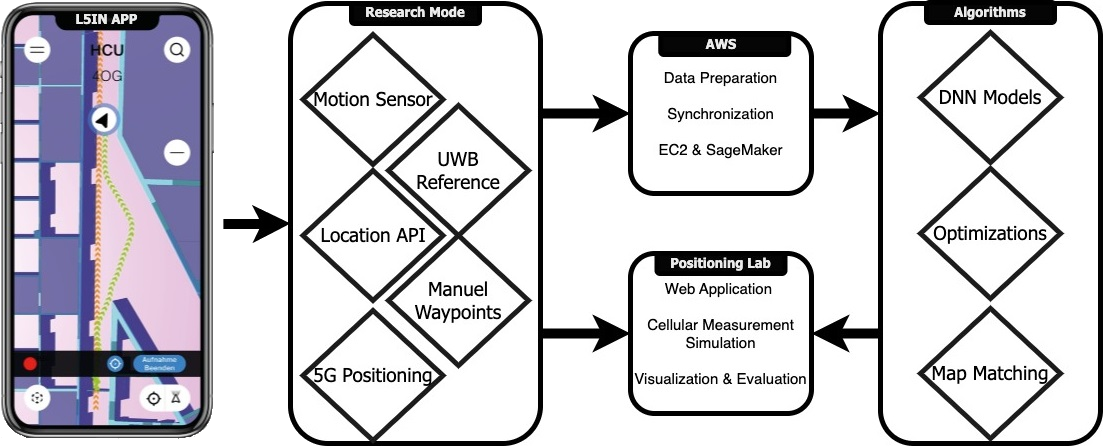 L5IN APP
HCU
4OG
Aufnahme
Beenden
Research Mode
Motion Sensor
UWB
Reference
Location API
Manuel
Waypoints
5G Positioning
AWS
Data Preparation
Synchronization
EC2 & SageMaker
Positioning Lab
Web Application
Cellular Measurement
Simulation
Visualization & Evaluation
Algorithms
DNN Models
Optimizations
Map Matching